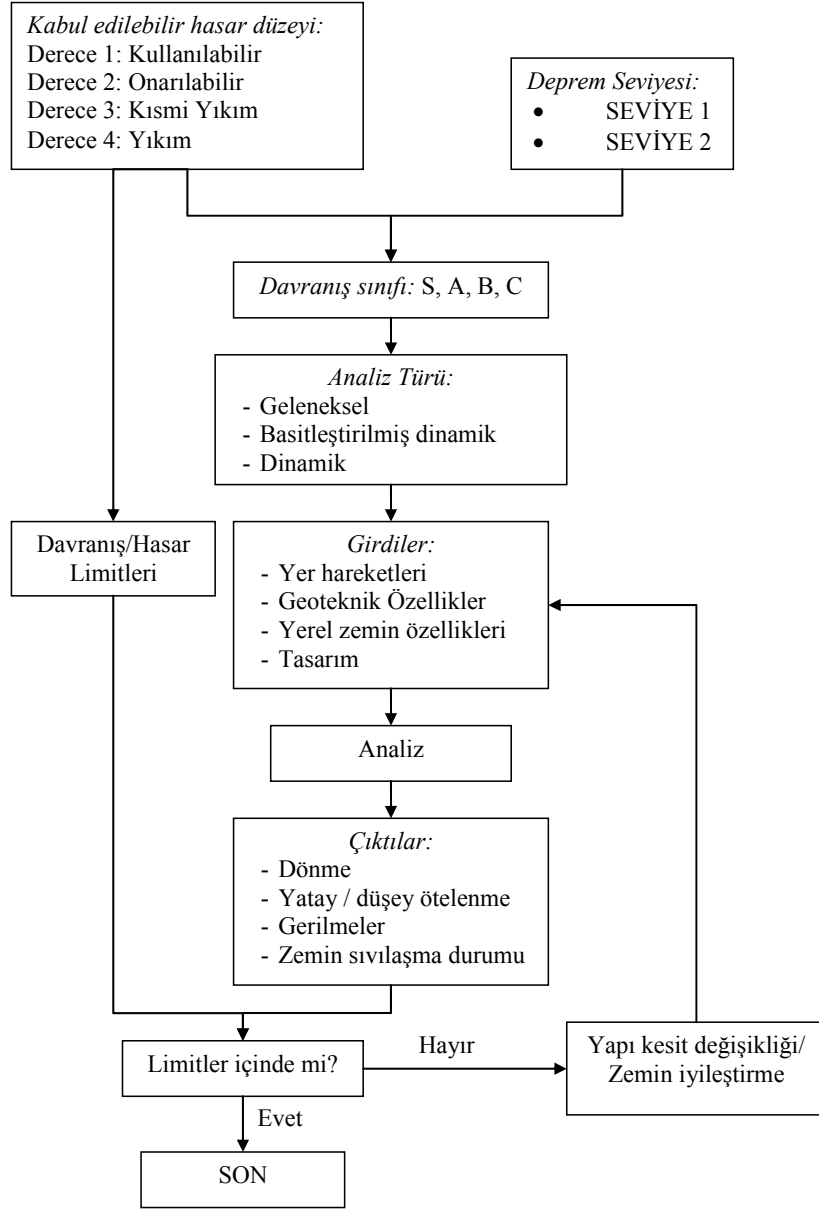 Kabul edilebilir hasar düzeyi:
Derece 1: Kullanılabilir
Derece 2: Onarılabilir
Derece 3: Kısmi Yıkım
Derece 4: Yıkım
Deprem Seviyesi:
• SEVİYE 1
• SEVİYE 2
Davranış sınıfı: S, A, B, C
Analiz Türü:
- Geleneksel
- Basitleştirilmiş dinamik
- Dinamik
Davranış/Hasar
Limitleri
Girdiler:
- Yer hareketleri
- Geoteknik Özellikler
- Yerel zemin özellikleri
- Tasarım
Analiz
Çıktılar:
- Dönme
- Yatay / düşey ötelenme
- Gerilmeler
- Zemin sıvılaşma durumu
Limitler içinde mi?
Hayır
Yapı kesit değişikliği/
Zemin iyileştirme
Evet
SON